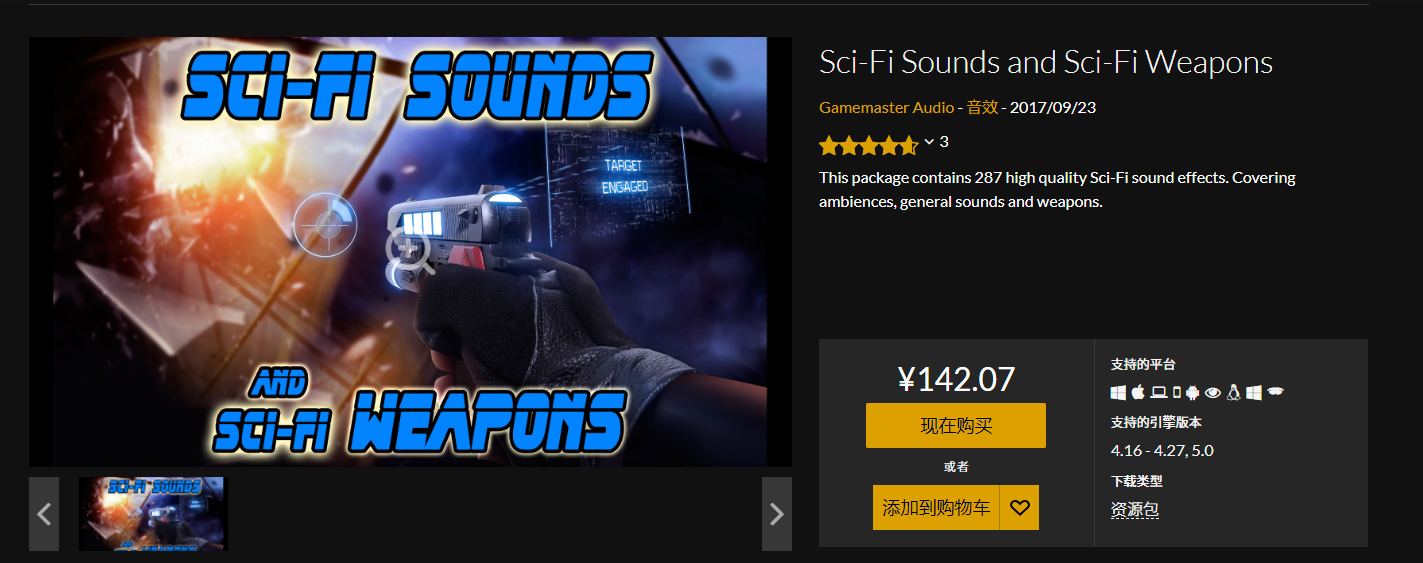 SCI-FI SOUNDS
TARGET
ENGAGED
AND
SCI-FI WEAPONS
SCI-FI SOUNDS
Sci-Fi Sounds and Sci-Fi Weapons
Gamemaster Audio - 音效 - 2017/09/23
3
This package contains 287 high quality Sci-Fi sound effects. Covering
ambiences, general sounds and weapons.
¥142.07
现在购买
或者
添加到购物车
支持的平台
支持的引擎版本
4.16 - 4.27, 5.0
下载类型
资源包